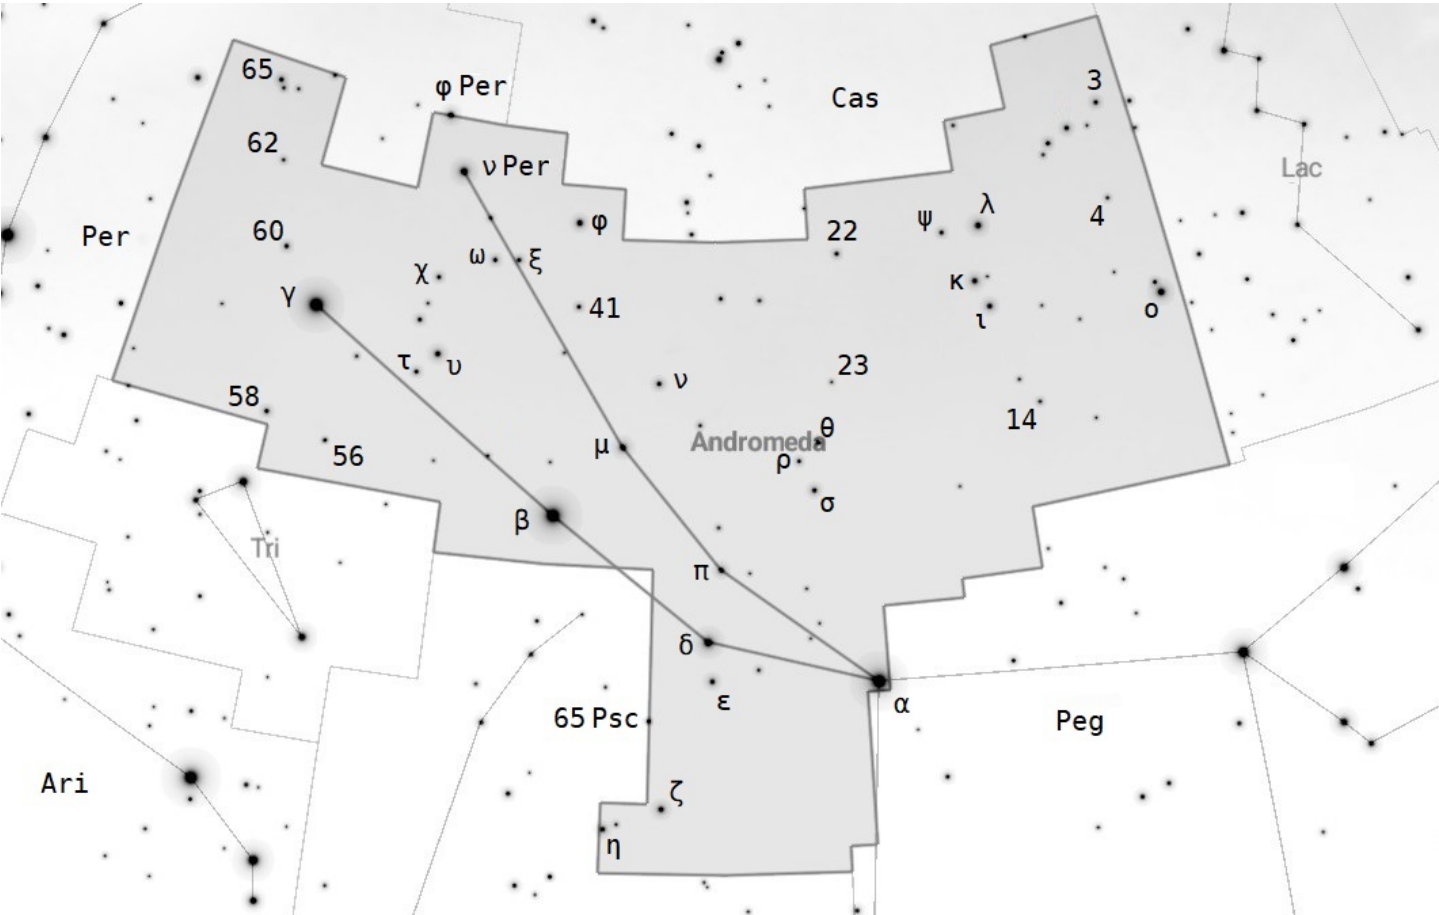 65
φ Per
Cas
3
62
ν Per
Lac
Per
60
φ
22
ψ
λ
4
γ
χ
ω
ξ
41
κ
ι
ο
τ
υ
ν
23
58
56
μ
Andromeda
θ
14
ρ
σ
β
Tri
π
δ
ε
65 Psc
α
Peg
Ari
ζ
η